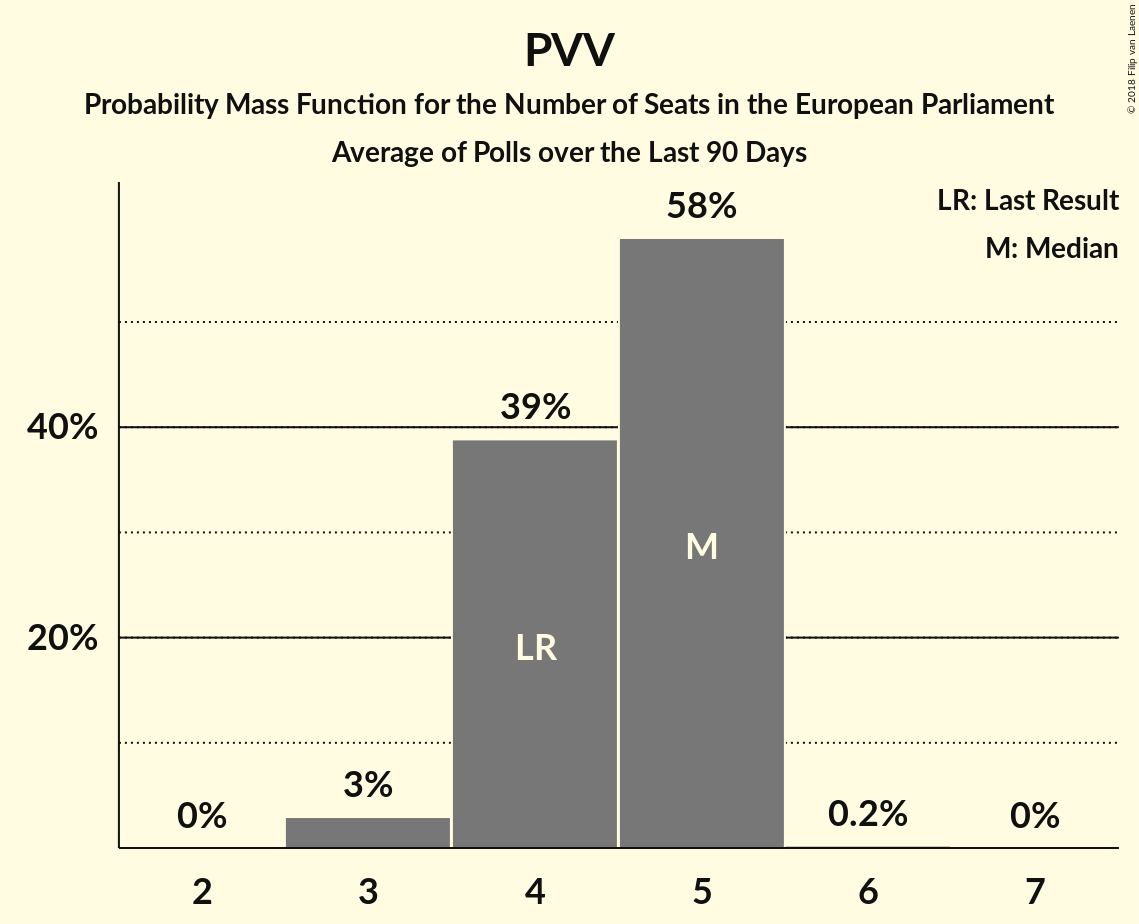 PVV
Probability Mass Function for the Number of Seats in the European Parliament
Average of Polls over the Last 90 Days
© 2018 Filip van Laenen
LR: Last Result
M: Median
58%
39%
40%
M
20%
LR
3%
0%
0.2%
0%
2
3
4
5
6
7